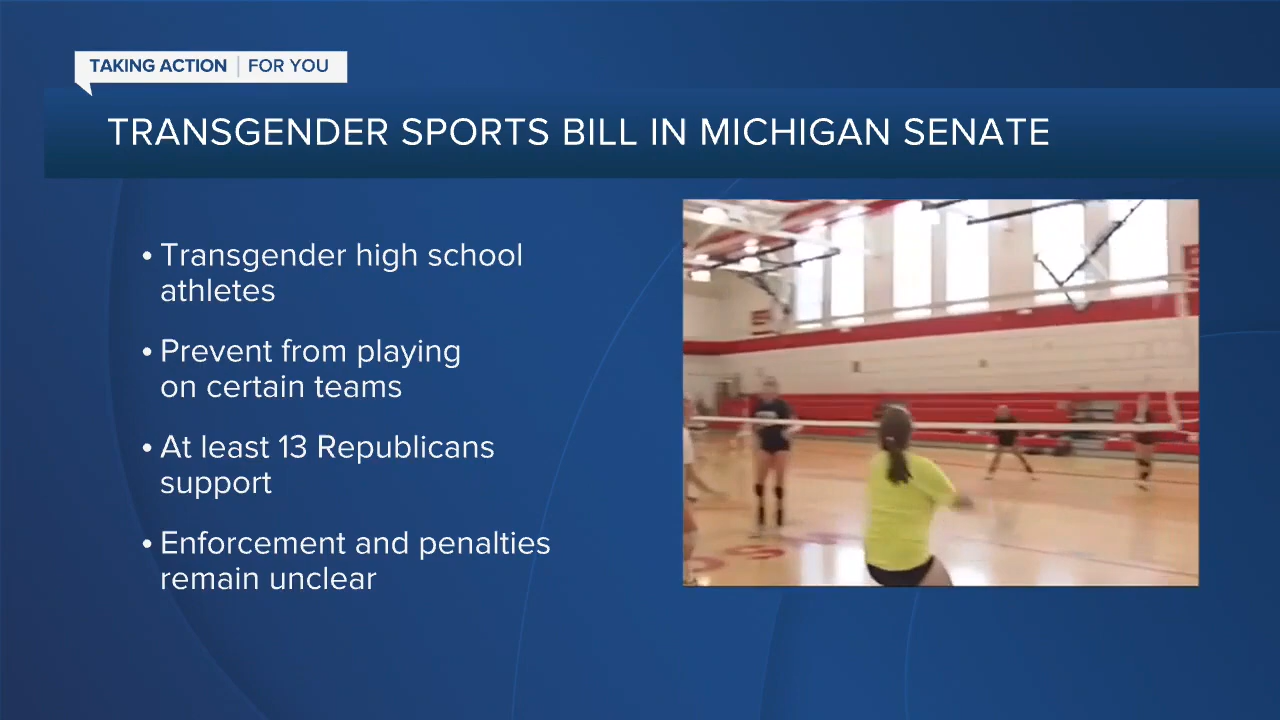 TAKING ACTION | FOR YOU
TRANSGENDER SPORTS BILL IN MICHIGAN SENATE
• Transgender high school
athletes
• Prevent from playing
on certain teams
• At least 13 Republicans
support
• Enforcement and penalties
remain unclear